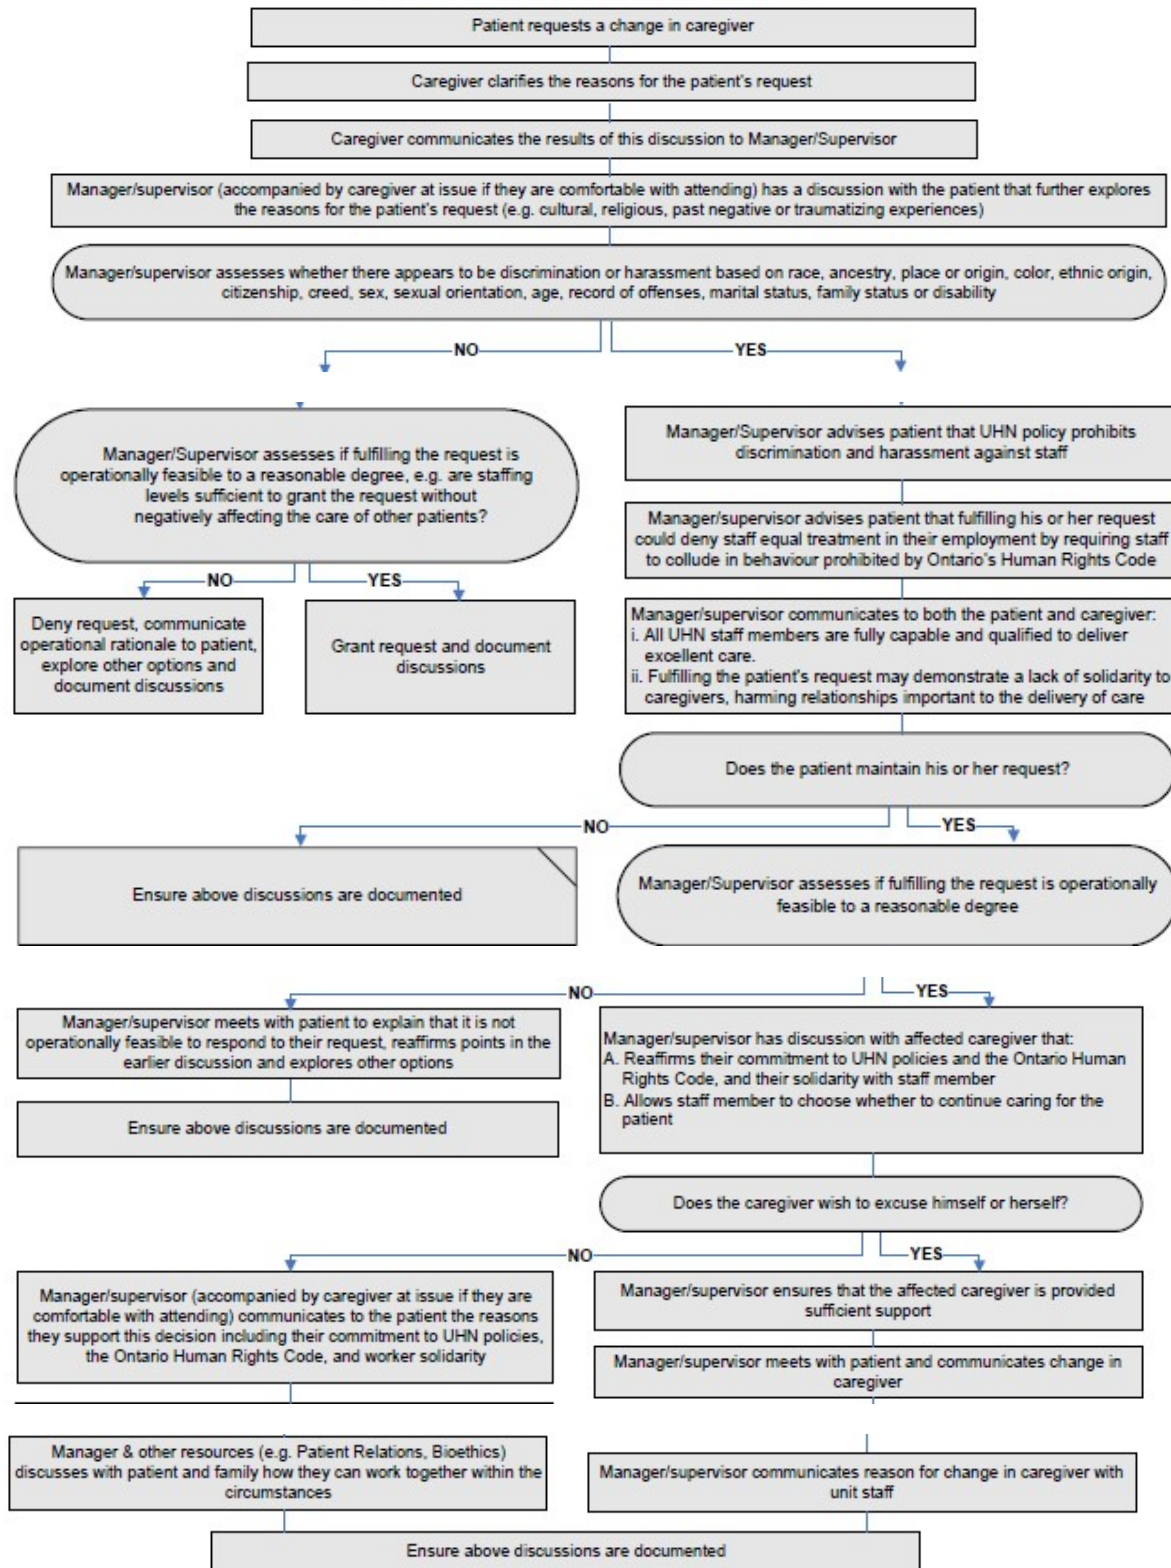 Patient requests a change in caregiver
Caregiver clarifies the reasons for the patient's request
Caregiver communicates the results of this discussion to Manager/Supervisor
Manager/supervisor (accompanied by caregiver at issue if they are comfortable with attending) has a discussion with the patient that further explores
the reasons for the patient's request (e.g. cultural, religious, past negative or traumatizing experiences)
Manager/supervisor assesses whether there appears to be discrimination or harassment based on race, ancestry, place or origin, color, ethnic origin,
citizenship, creed, sex, sexual orientation, age, record of offenses, marital status, family status or disability
NO
YES
Manager/Supervisor assesses if fulfilling the request is
operationally feasible to a reasonable degree, e.g. are staffing
levels sufficient to grant the request without
negatively affecting the care of other patients?
NO
YES
Deny request, communicate
operational rationale to patient,
explore other options and
document discussions
Grant request and document
discussions
Manager/Supervisor advises patient that UHN policy prohibits
discrimination and harassment against staff
Manager/supervisor advises patient that fulfilling his or her request
could deny staff equal treatment in their employment by requiring staff
to collude in behaviour prohibited by Ontario's Human Rights Code
Manager/supervisor communicates to both the patient and caregiver:
i. All UHN staff members are fully capable and qualified to deliver
excellent care.
ii. Fulfilling the patient's request may demonstrate a lack of solidarity to
caregivers, harming relationships important to the delivery of care
Does the patient maintain his or her request?
NO
YES
Ensure above discussions are documented
Manager/Supervisor assesses if fulfilling the request is operationally
feasible to a reasonable degree
NO
YES
Manager/supervisor meets with patient to explain that it is not
operationally feasible to respond to their request, reaffirms points in the
earlier discussion and explores other options
Ensure above discussions are documented
Manager/supervisor has discussion with affected caregiver that:
A. Reaffirms their commitment to UHN policies and the Ontario Human
Rights Code, and their solidarity with staff member
B. Allows staff member to choose whether to continue caring for the
patient
Does the caregiver wish to excuse himself or herself?
NO
YES
Manager/supervisor (accompanied by caregiver at issue if they are
comfortable with attending) communicates to the patient the reasons
they support this decision including their commitment to UHN policies,
the Ontario Human Rights Code, and worker solidarity
Manager/supervisor ensures that the affected caregiver is provided
sufficient support
Manager/supervisor meets with patient and communicates change in
caregiver
Manager & other resources (e.g. Patient Relations, Bioethics)
discusses with patient and family how they can work together within the
circumstances
Manager/supervisor communicates reason for change in caregiver with
unit staff
Ensure above discussions are documented